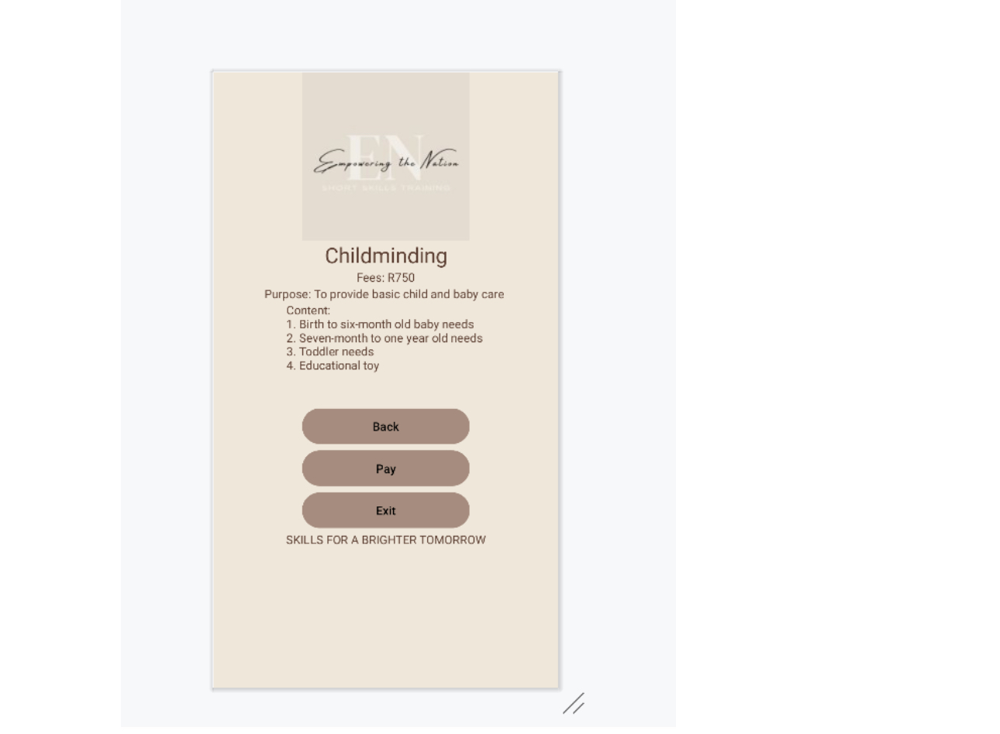 EN
Empowering the Nation
SHORT SKILLS TRAINING
Childminding
Fees: R750
Purpose: To provide basic child and baby care
Content:
1. Birth to six-month old baby needs
2. Seven-month to one year old needs
3. Toddler needs
4. Educational toy
Back
Pay
Exit
SKILLS FOR A BRIGHTER TOMORROW